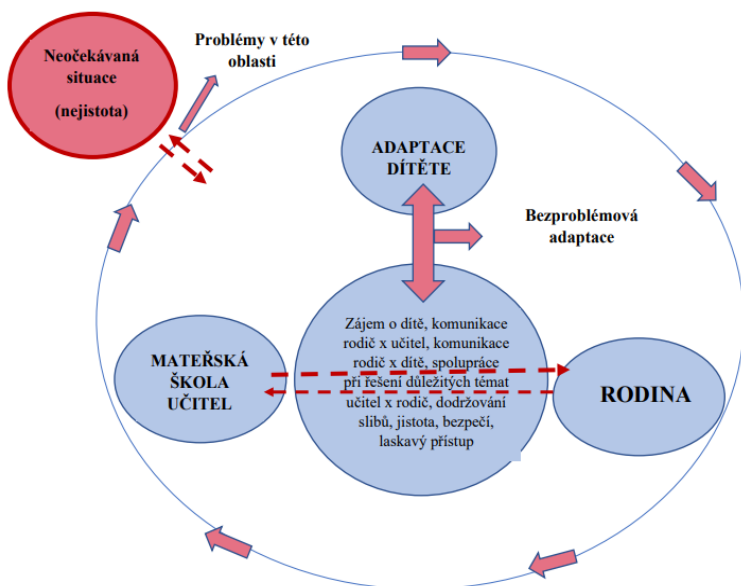 Neočekávaná
situace
(nejistota)
Problémy v této
oblasti
ADAPTACE
DÍTĚTE
Bezproblémová
adaptace
Zájem o dítě, komunikace
rodič x učitel, komunikace
rodič x dítě, spolupráce
při řešení důležitých témat
učitel x rodič, dodržování
slibů, jistota, bezpečí,
laskavý přístup
MATEŘSKÁ
ŠKOLA
UČITEL
RODINA